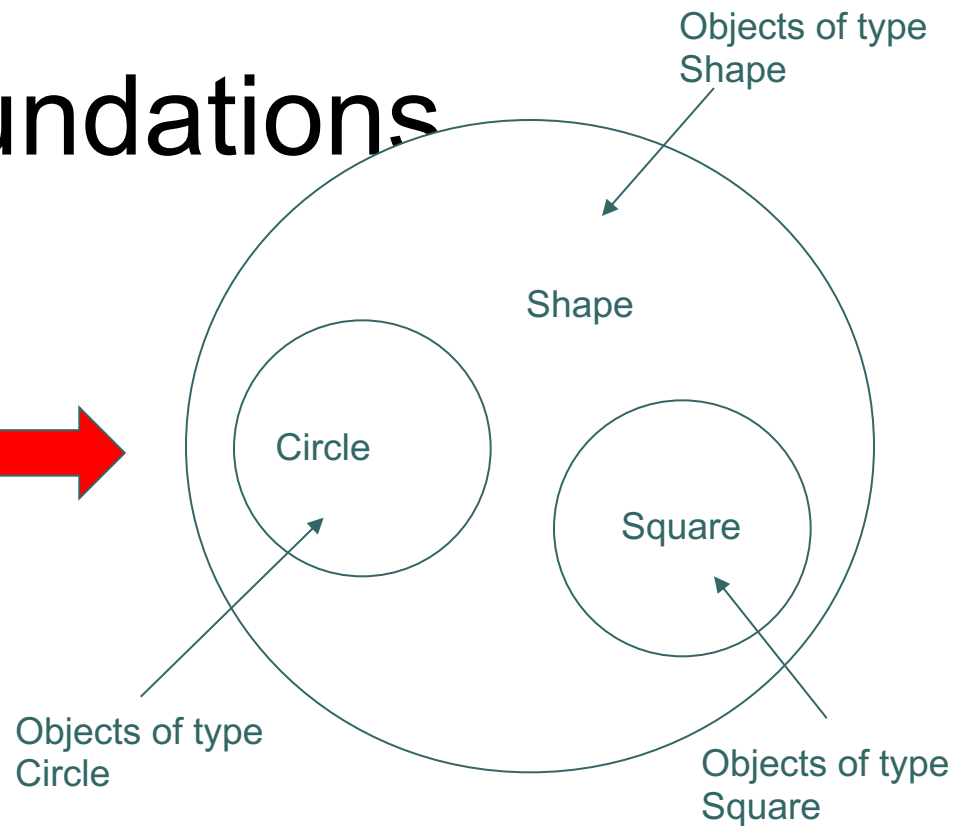 Objects of type
Shape
undations
Shape
Circle
Square
Objects of type
Circle
Objects of type
Square